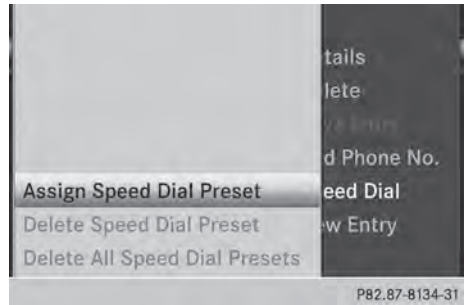 tails
lete
d Phone No.
Assign Speed Dial Preset
eed Dial
Delete Speed Dial Preset
w Entry
Delete All Speed Dial Presets
P82.87-8134-31